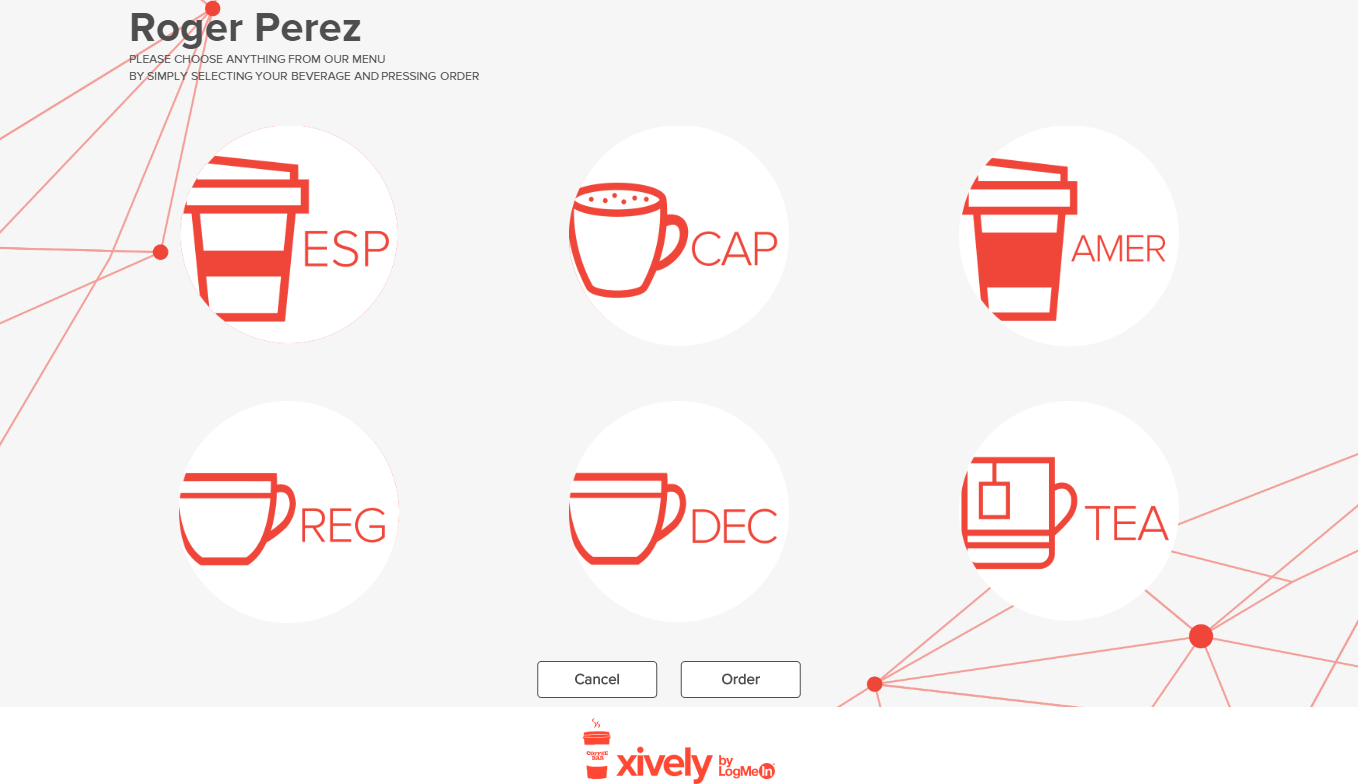 Roger Perez
PLEASE CHOOSE ANYTHING FROM OUR MENU
BY SIMPLY SELECTING YOUR BEVERAGE AND PRESSING ORDER
ESP
CAP
AMER
REG
DEC
TEA
Cancel
Order
COFFEE
BAR
xively
by
LogMeIn